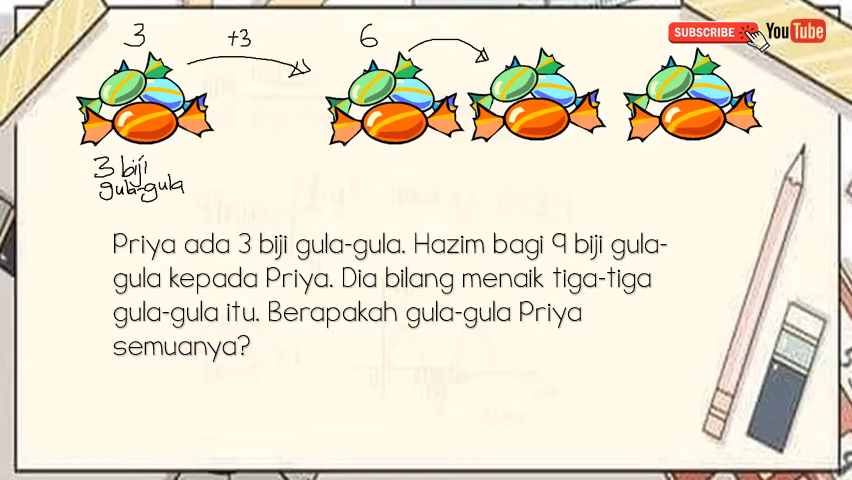 SUBSCRIBE YouTube
3 +3 6
3 biji
gula-gula
Priya ada 3 biji gula-gula. Hazim bagi 9 biji gula-
gula kepada Priya. Dia bilang menaik tiga-tiga
gula-gula itu. Berapakah gula-gula Priya
semuanya?